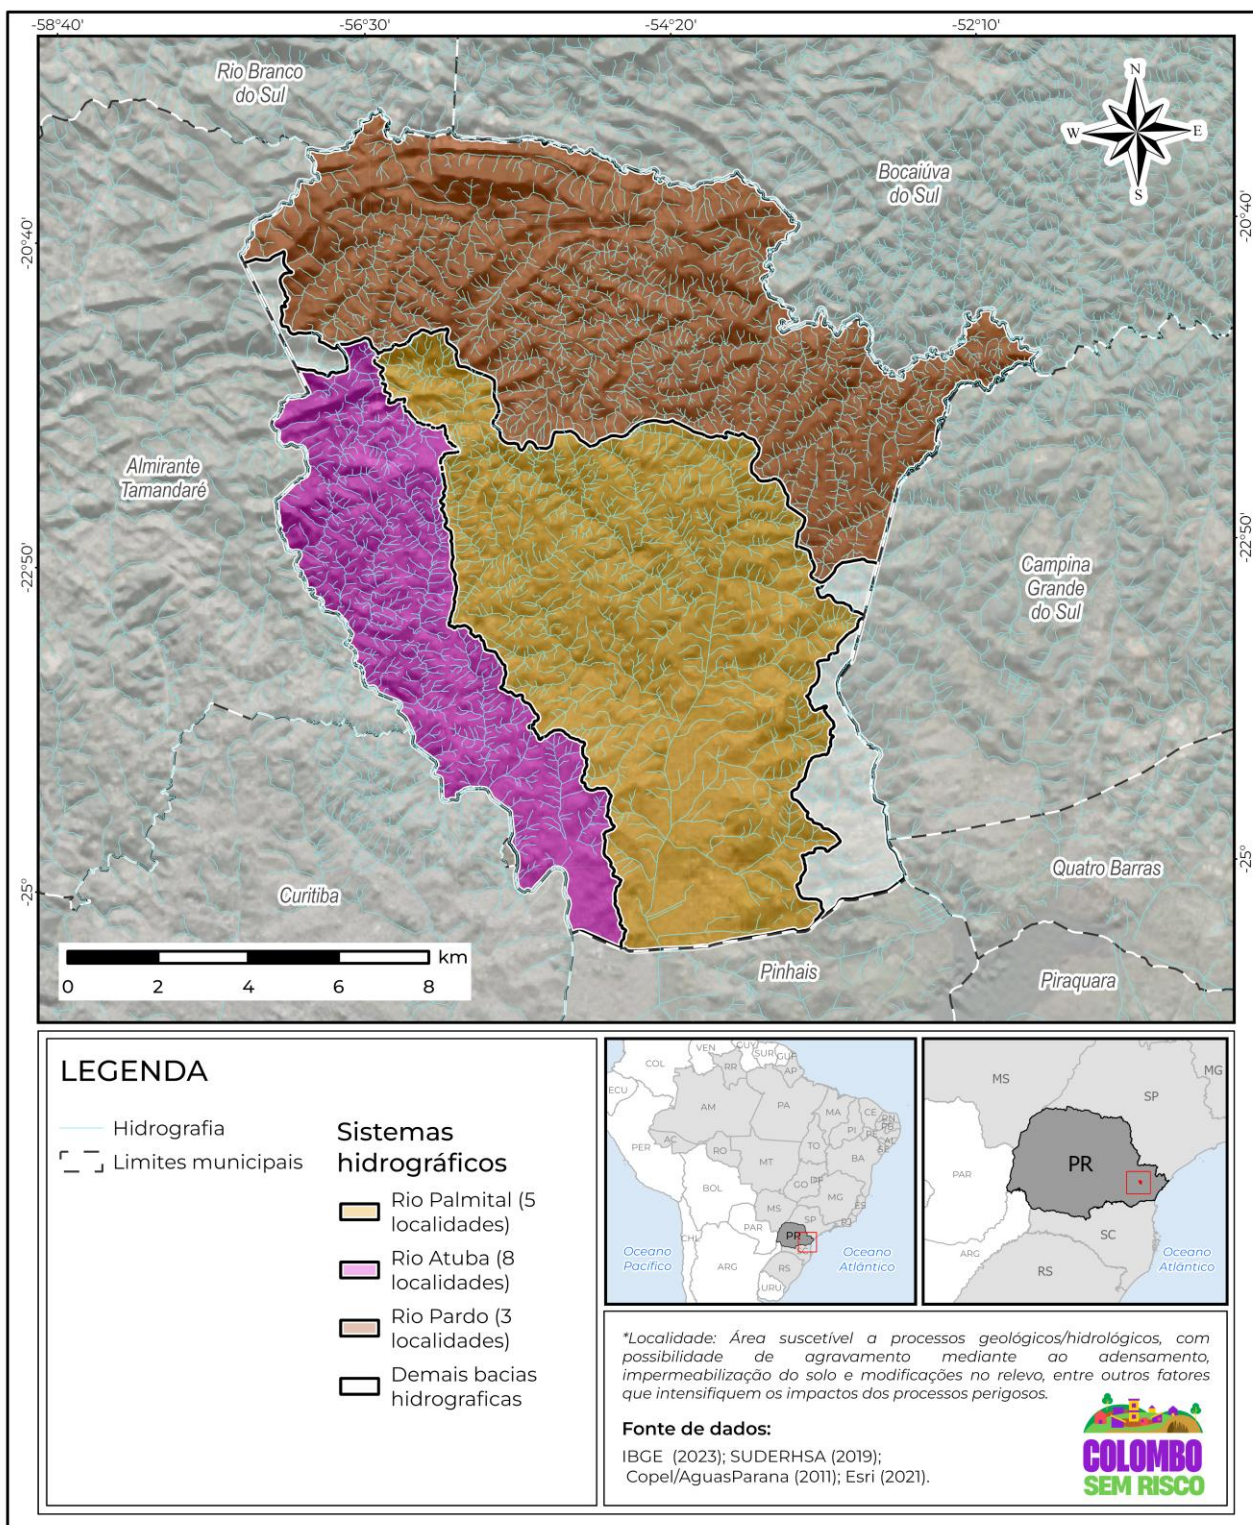 -58°40'
-56°30'
-54°20'
-52°10'
Rio Branco
do Sul
N
W
E
S
Bocaiúva
do Sul
-20°40'
-20°40'
Almirante
Tamandaré
-22°50'
-22°50'
Campina
Grande
do Sul
-25°
-25°
Quatro Barras
Curitiba
Pinhais
Piraquara
km
0 2 4 6 8
LEGENDA
Hidrografia
Limites municipais
Sistemas
hidrográficos
Rio Palmital (5
localidades)
Rio Atuba (8
localidades)
Rio Pardo (3
localidades)
Demais bacias
hidrograficas
VEN
GUY
SUR
GUF
COL
RR
AP
ECU
AM
PA
MA
CE
RN
PB
PI
PE
AL
SE
AC
TO
PER
RO
MT
BA
BOL
GO
DF
MG
ES
MS
SP
RJ
PAR
PR
CHL
SC
Oceano
Pacífico
Oceano
Atlântico
ARG
RS
URU
MS
MG
SP
PAR
PR
SC
ARG
RS
Oceano
Atlântico
*Localidade: Área suscetível a processos geológicos/hidrológicos, com
possibilidade de agravamento mediante ao adensamento,
impermeabilização do solo e modificações no relevo, entre outros fatores
que intensifiquem os impactos dos processos perigosos.
Fonte de dados:
IBGE (2023); SUDERHSA (2019);
Copel/AguasParana (2011); Esri (2021).
COLOMBO
SEM RISCO